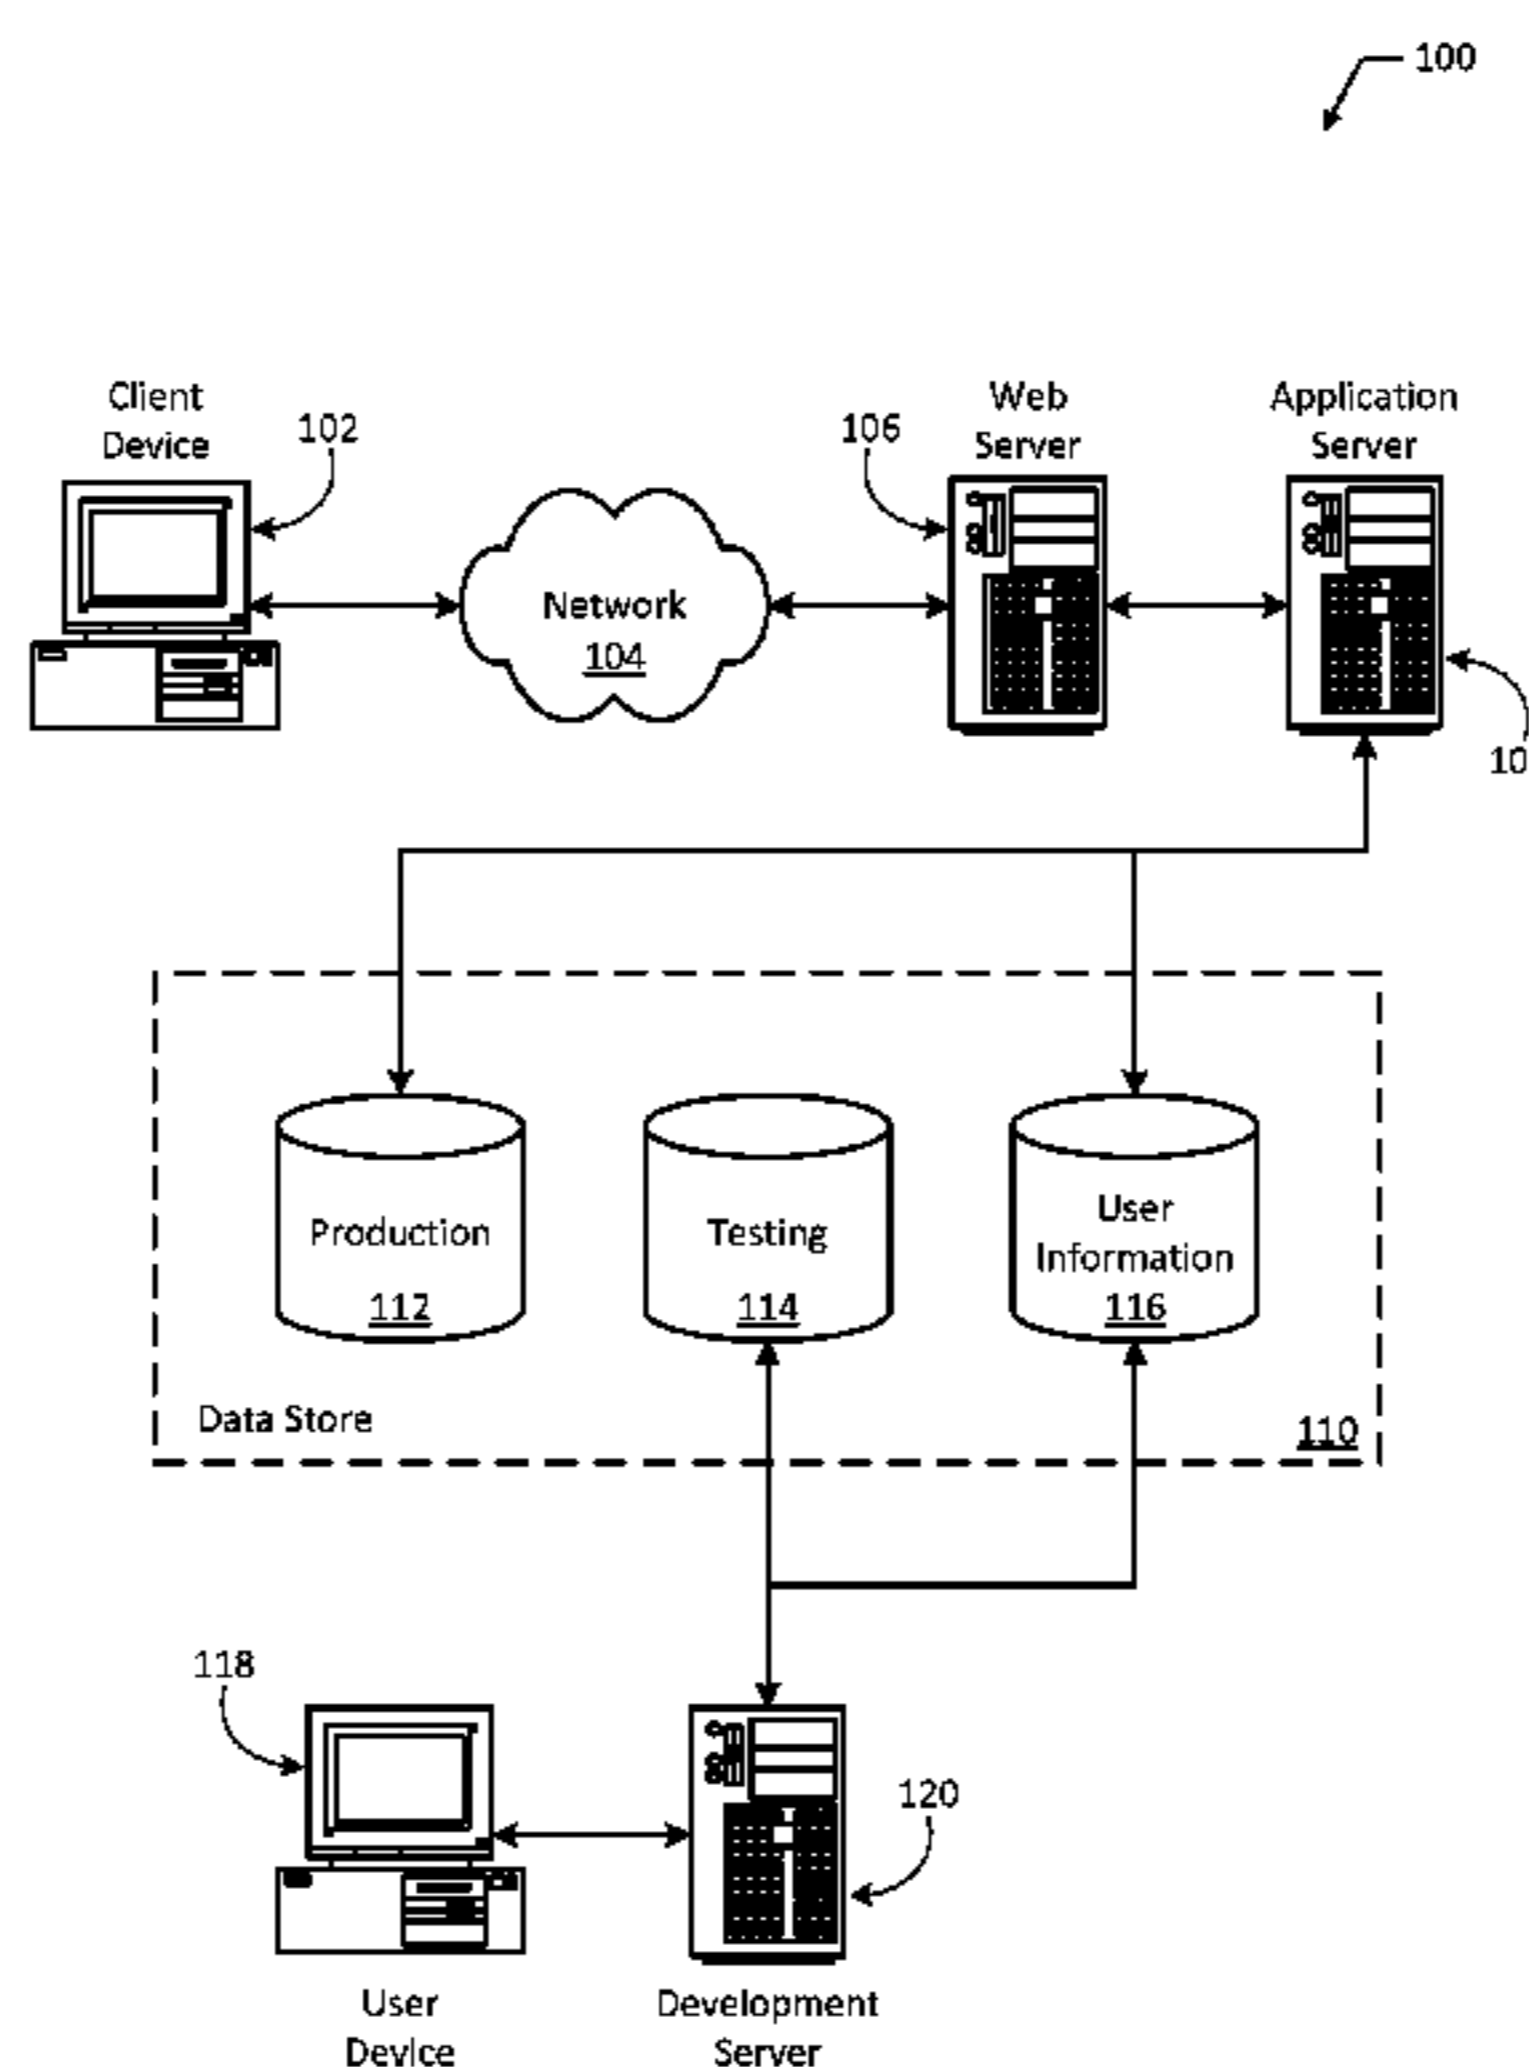 100
Client
Device
102
106
Web
Server
Application
Server
Network
104
10
Production
112
Testing
114
User
Information
116
Data Store
110
118
120
User
Device
Development
Server